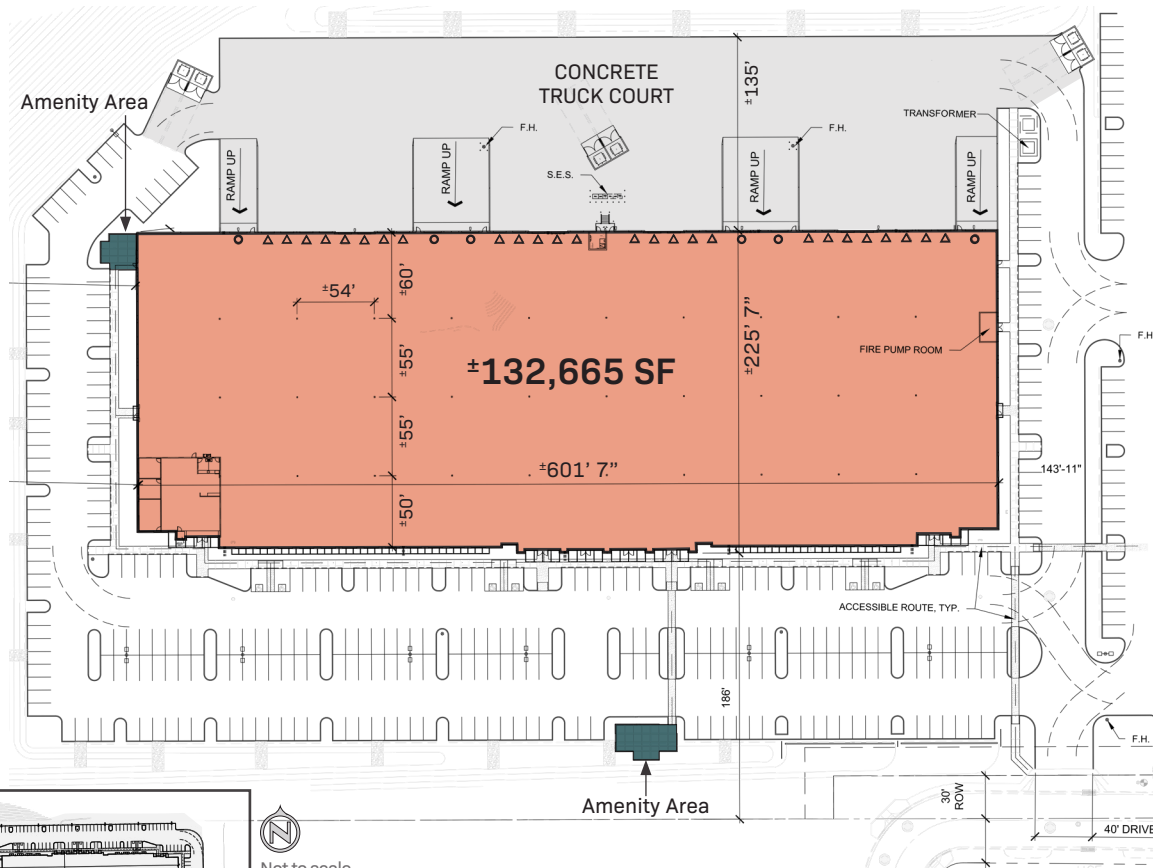 CONCRETE
TRUCK COURT
±135'
Amenity Area
TRANSFORMER
F.H.
F.H.
RAMP UP
RAMP UP
RAMP UP
RAMP UP
S.E.S.
±60'
±54'
±225' 7"
F.H.
FIRE PUMP ROOM
±55'
±132,665 SF
±55'
±601' 7"
143'-11"
±50'
ACCESSIBLE ROUTE, TYP.
186'
F.H.
Amenity Area
30'
ROW
40' DRIVE
N
Not to scale